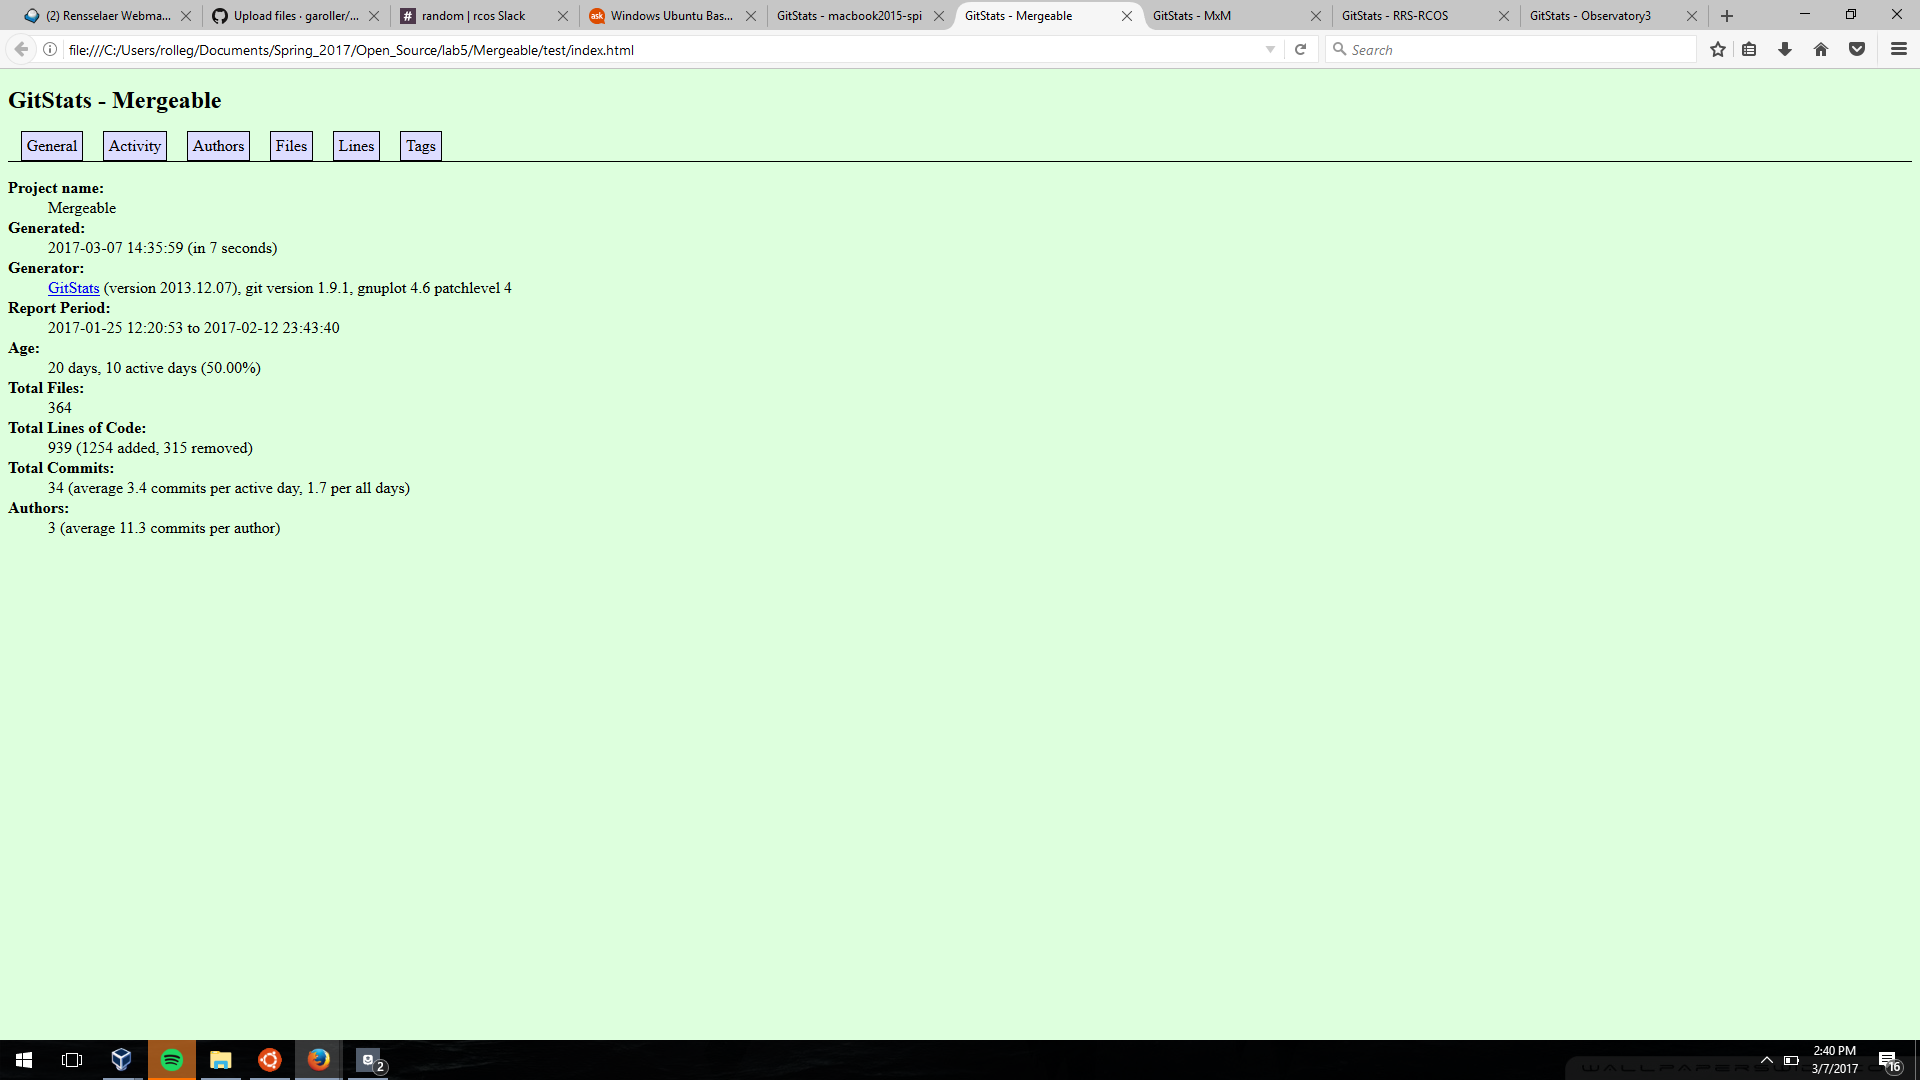 (2) Rensselaer Webma...
Upload files · garoller/...
random | rcos Slack
Windows Ubuntu Bas...
GitStats - macbook2015-spi
GitStats - Mergeable
GitStats - MxM
GitStats - RRS-RCOS
GitStats - Observatory3
file:///C:/Users/rolleg/Documents/Spring_2017/Open_Source/lab5/Mergeable/test/index.html
Search
GitStats - Mergeable
General
Activity
Authors
Files
Lines
Tags
Project name:
Mergeable
Generated:
2017-03-07 14:35:59 (in 7 seconds)
Generator:
GitStats (version 2013.12.07), git version 1.9.1, gnuplot 4.6 patchlevel 4
Report Period:
2017-01-25 12:20:53 to 2017-02-12 23:43:40
Age:
20 days, 10 active days (50.00%)
Total Files:
364
Total Lines of Code:
939 (1254 added, 315 removed)
Total Commits:
34 (average 3.4 commits per active day, 1.7 per all days)
Authors:
3 (average 11.3 commits per author)
2
2:40 PM
3/7/2017
16